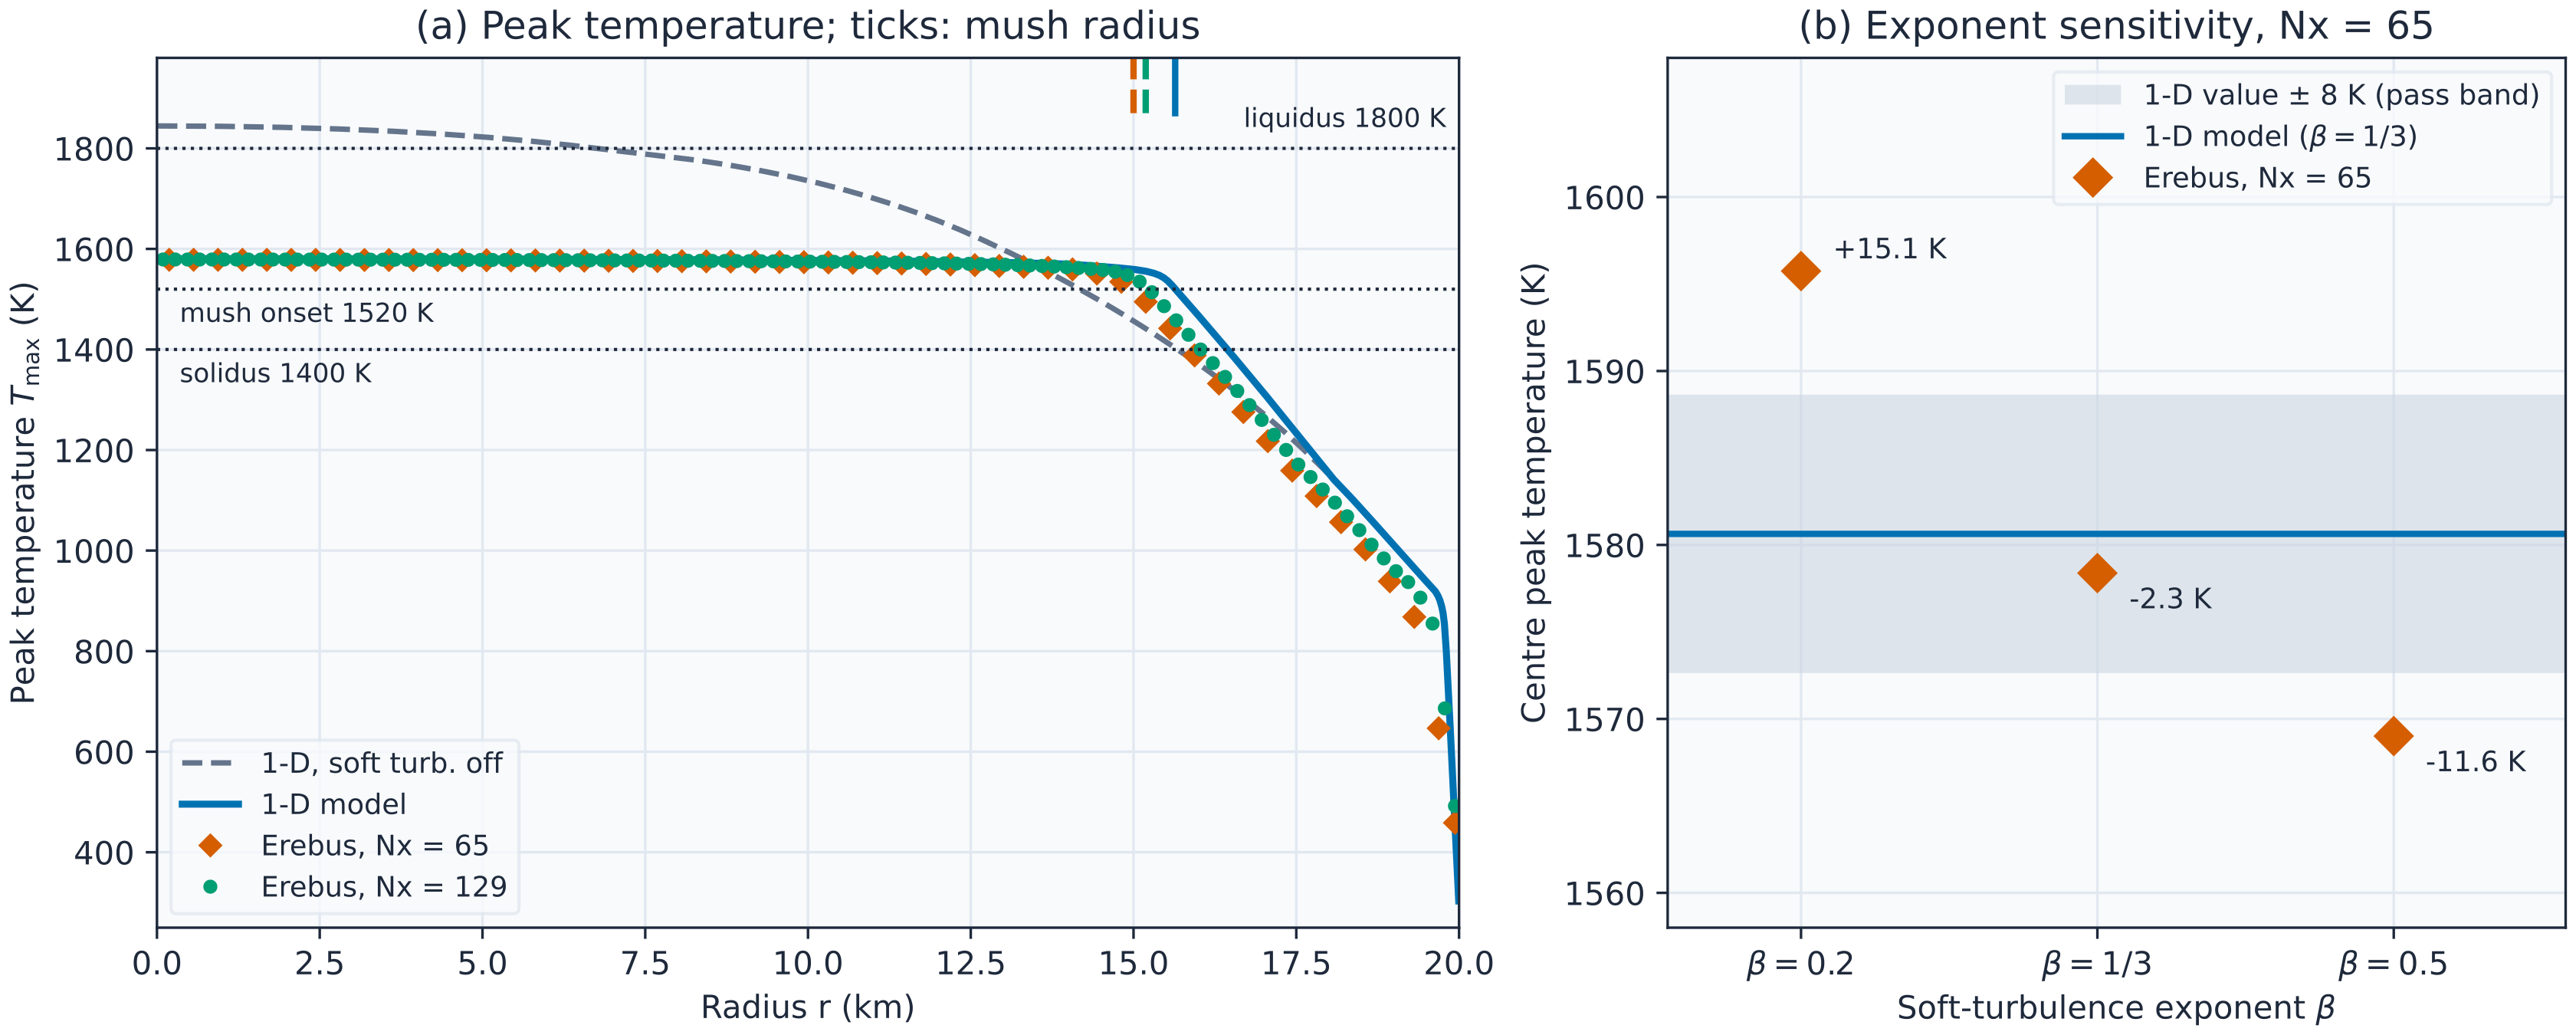 (a) Peak temperature; ticks: mush radius
Peak temperature Tmax (K)
1800
1600
1400
1200
1000
800
600
400
liquidus 1800 K
mush onset 1520 K
solidus 1400 K
1-D, soft turb. off
1-D model
Erebus, Nx = 65
Erebus, Nx = 129
0.0
2.5
5.0
7.5
10.0
12.5
15.0
17.5
20.0
Radius r (km)
(b) Exponent sensitivity, Nx = 65
Centre peak temperature (K)
1600
1590
1580
1570
1560
1-D value ± 8 K (pass band)
1-D model (β = 1/3)
Erebus, Nx = 65
+15.1 K
-2.3 K
-11.6 K
β = 0.2
β = 1/3
β = 0.5
Soft-turbulence exponent β